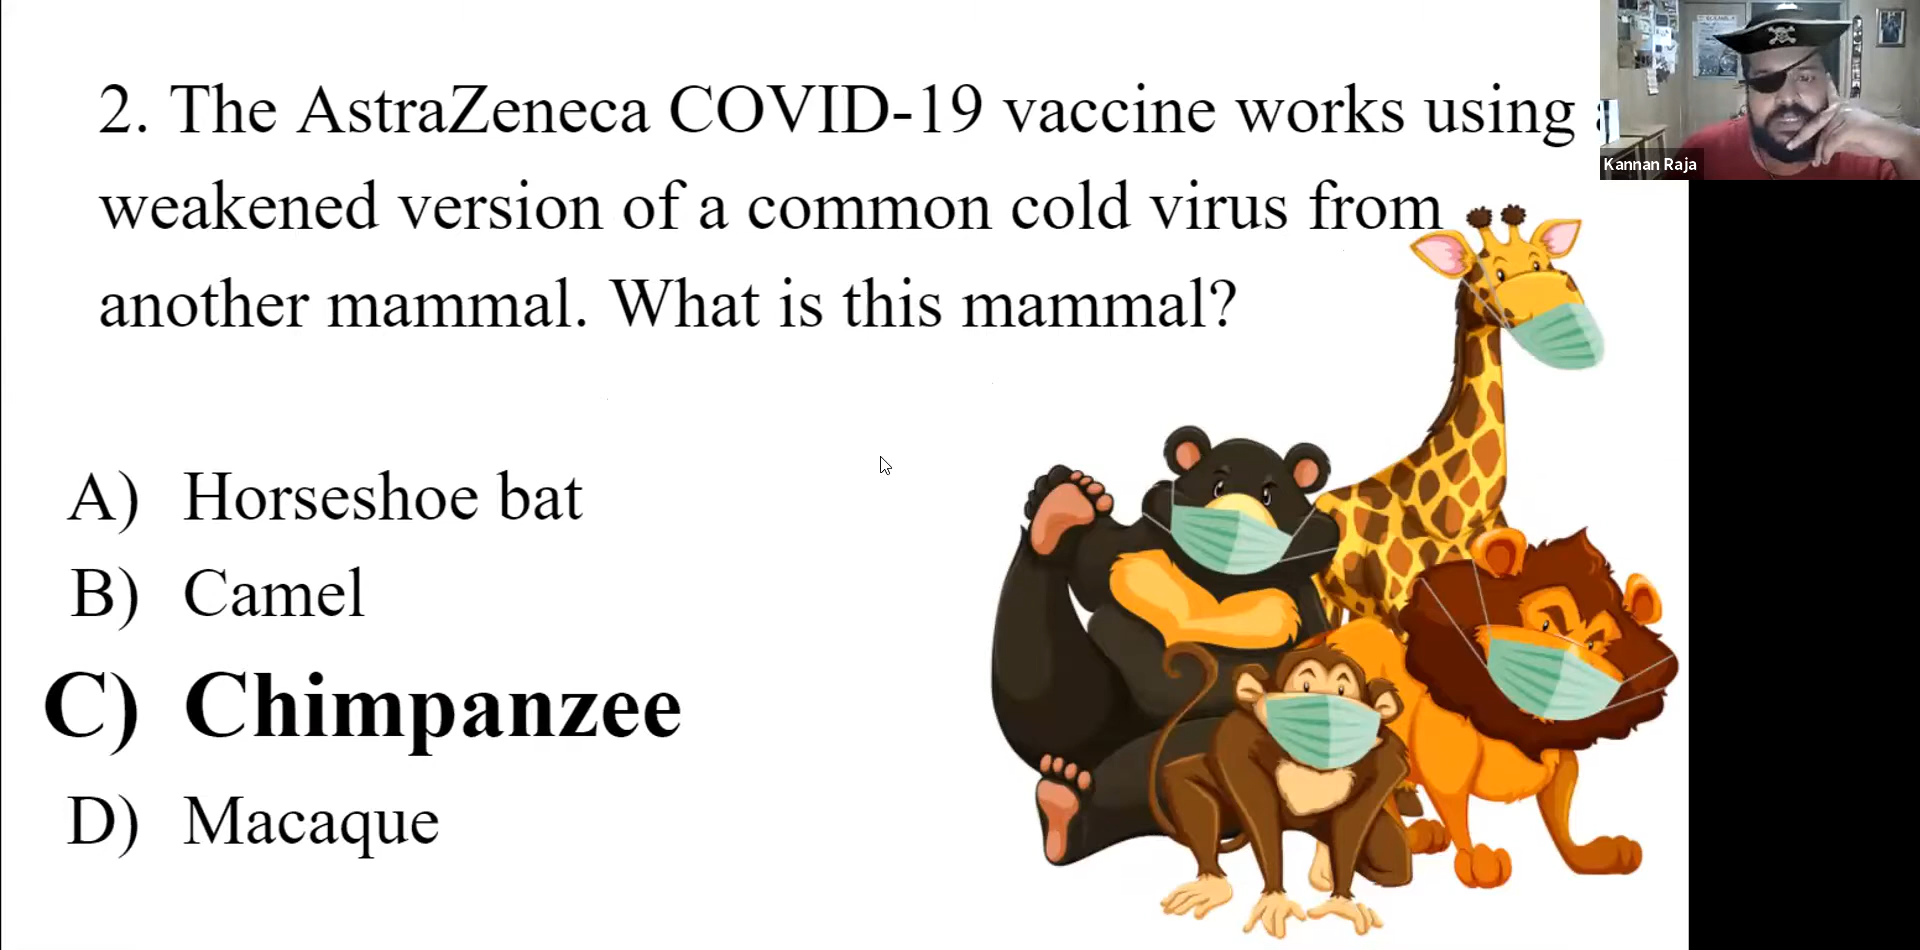 2. The AstraZeneca COVID-19 vaccine works using
weakened version of a common cold virus from
another mammal. What is this mammal?
A) Horseshoe bat
B) Camel
C) Chimpanzee
D) Macaque
Kannan Raja